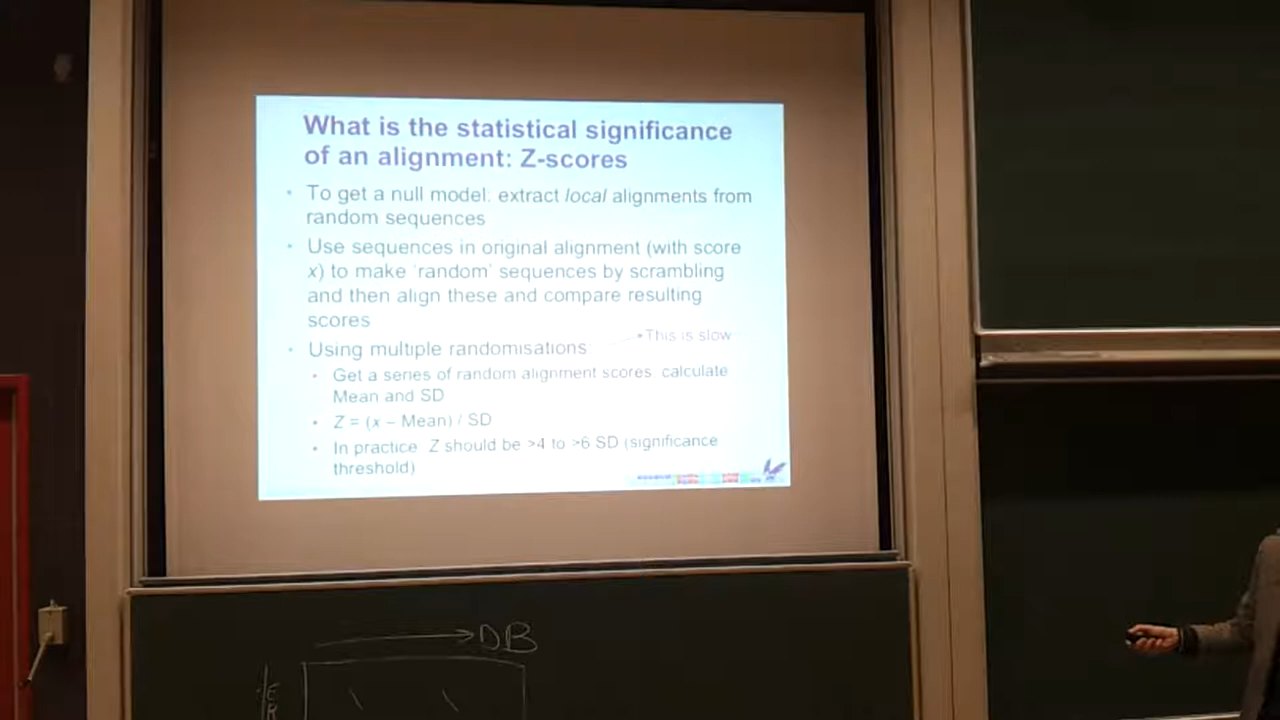 What is the statistical significance
of an alignment: Z-scores
• To get a null model: extract local alignments from
random sequences
• Use sequences in original alignment (with score
x) to make 'random' sequences by scrambling
and then align these and compare resulting
scores
• This is slow
• Using multiple randomisations:
• Get a series of random alignment scores, calculate
Mean and SD
• Z = (x – Mean) / SD
• In practice Z should be >4 to >6 SD (significance
threshold)
DB